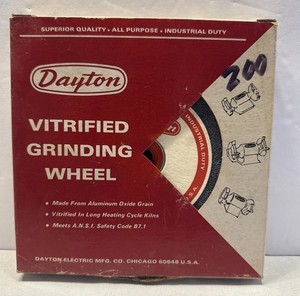 SUPERIOR QUALITY • ALL PURPOSE • INDUSTRIAL DUTY
Dayton
200
VITRIFIED
GRINDING
WHEEL
INDUSTRIAL DUTY
U.S.A.
• Made From Aluminum Oxide Grain
• Vitrified In Long Heating Cycle Kilns
• Meets A.N.S.I. Safety Code B7.1
DAYTON ELECTRIC MFG. CO. CHICAGO 60648 U.S.A.